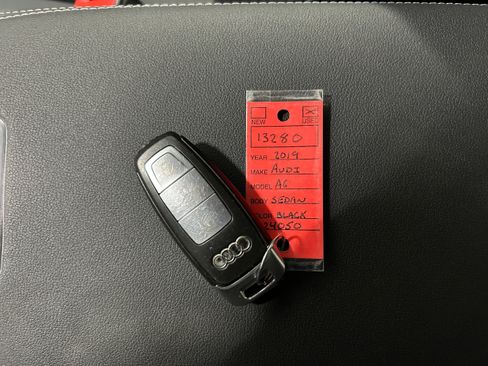 NEW USED
13280
YEAR 2019
MAKE AUDI
MODEL A6
BODY SEDAN
COLOR BLACK
24050